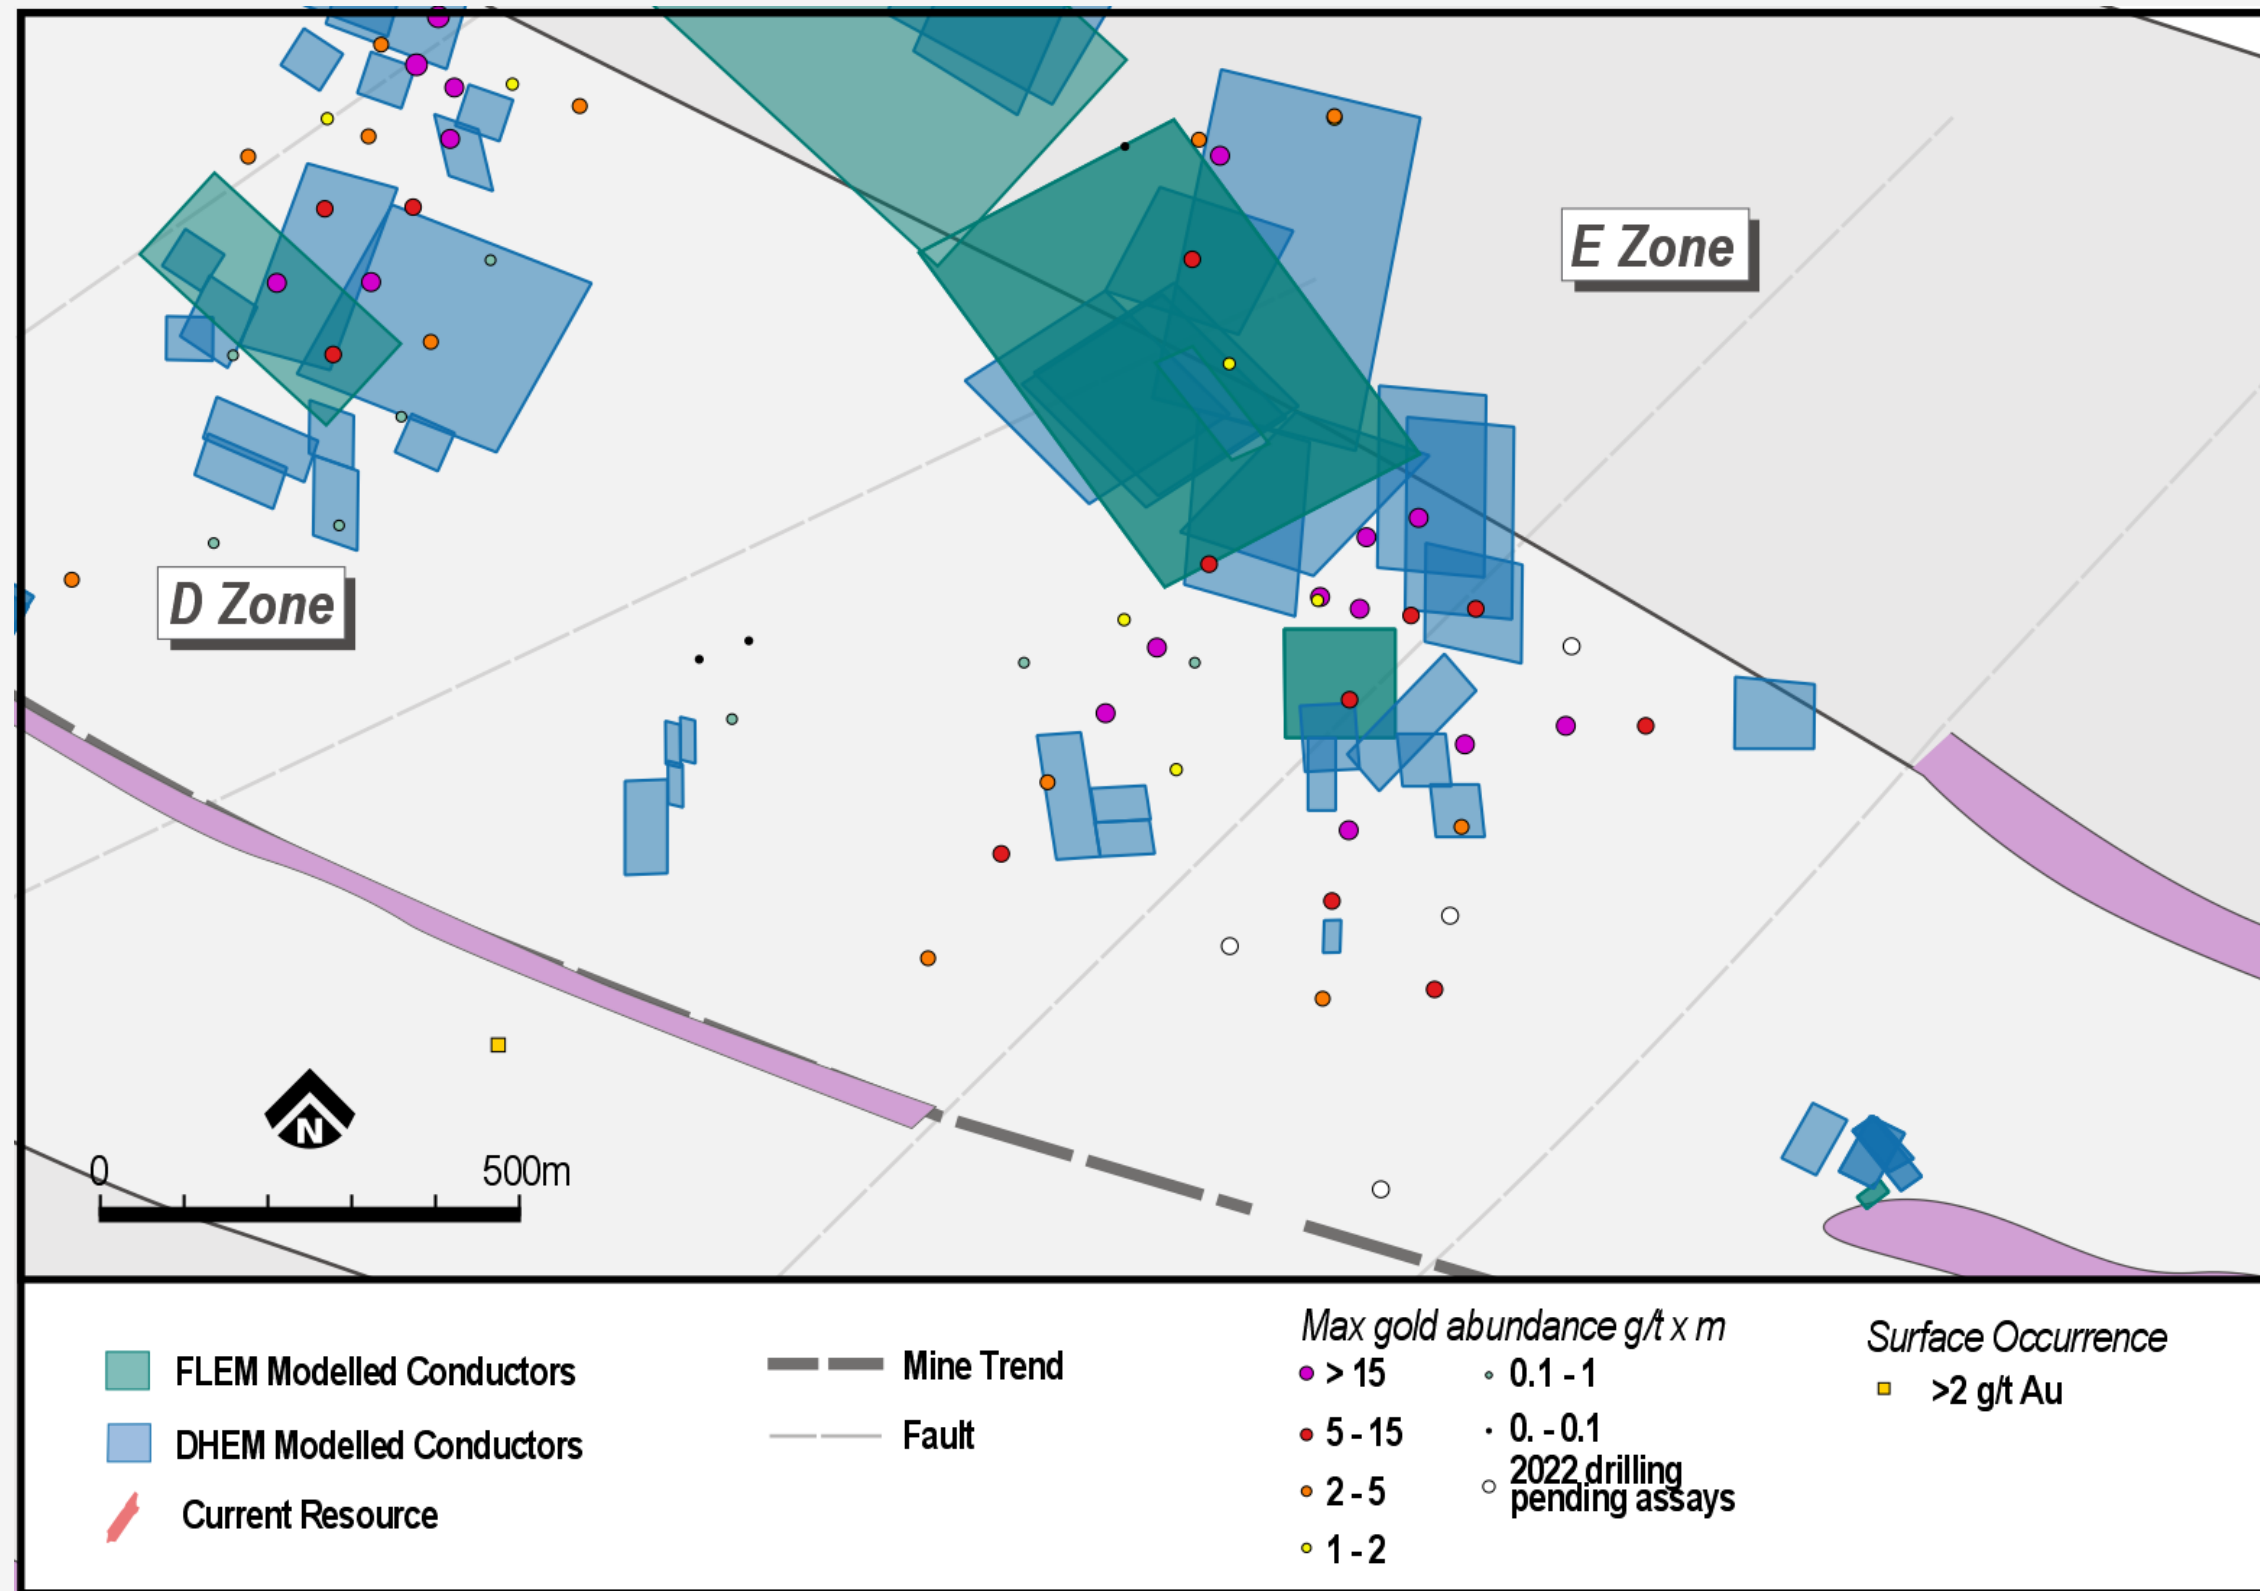 E Zone
D Zone
N
0 500m
FLEM Modelled Conductors
DHEM Modelled Conductors
Current Resource
Mine Trend
Fault
Max gold abundance g/t x m
> 15
5 - 15
2 - 5
1 - 2
0.1 - 1
0. - 0.1
2022 drilling
pending assays
Surface Occurrence
>2 g/t Au